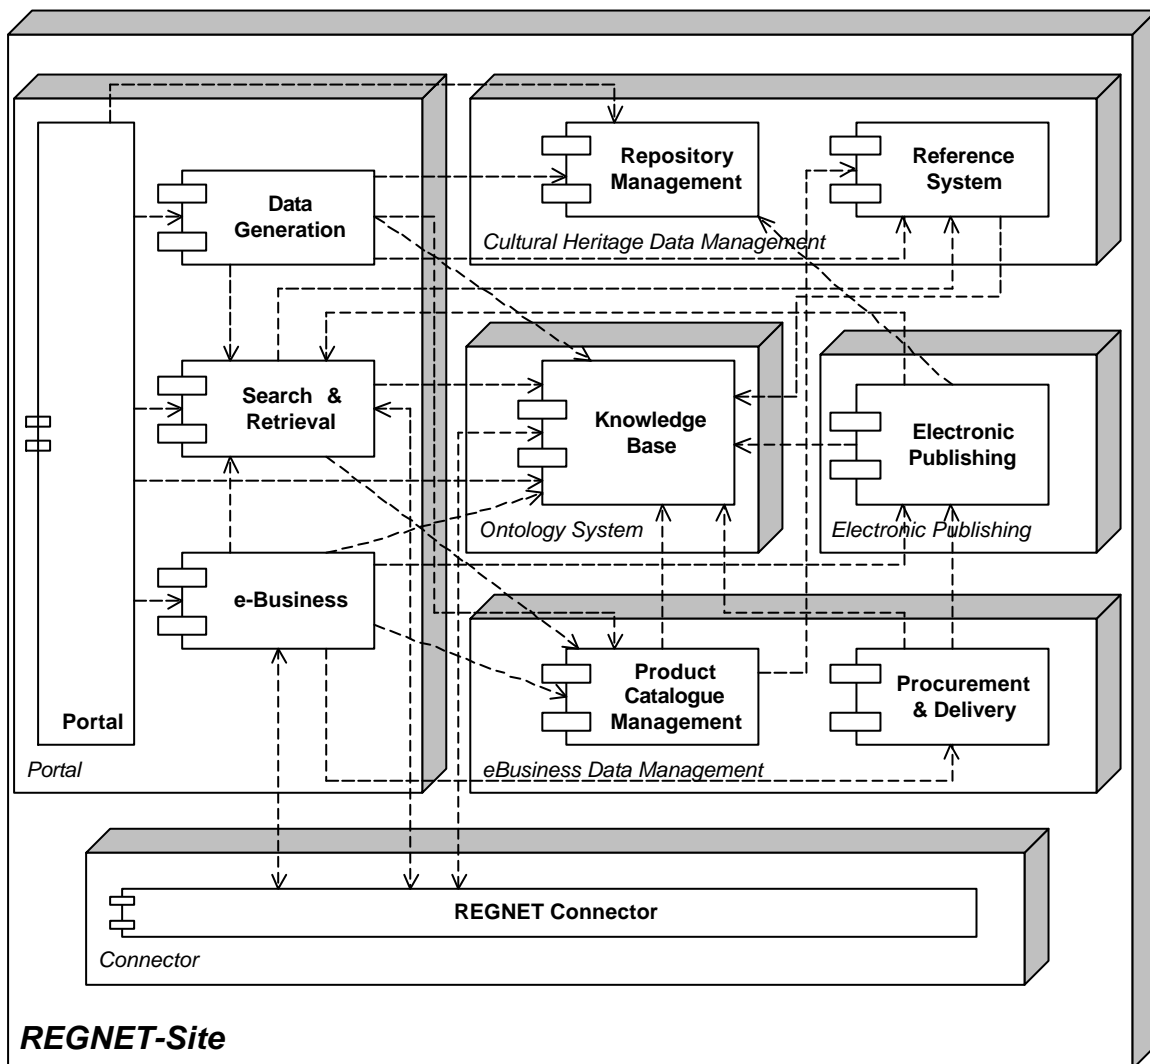 Repository
Management
Reference
System
Data
Generation
Cultural Heritage Data Management
Search & 
Retrieval
Knowledge
Base
Electronic
Publishing
Ontology System
Electronic Publishing
e-Business
Product
Catalogue
Management
Procurement
& Delivery
Portal
Portal
eBusiness Data Management
REGNET Connector
Connector
REGNET-Site